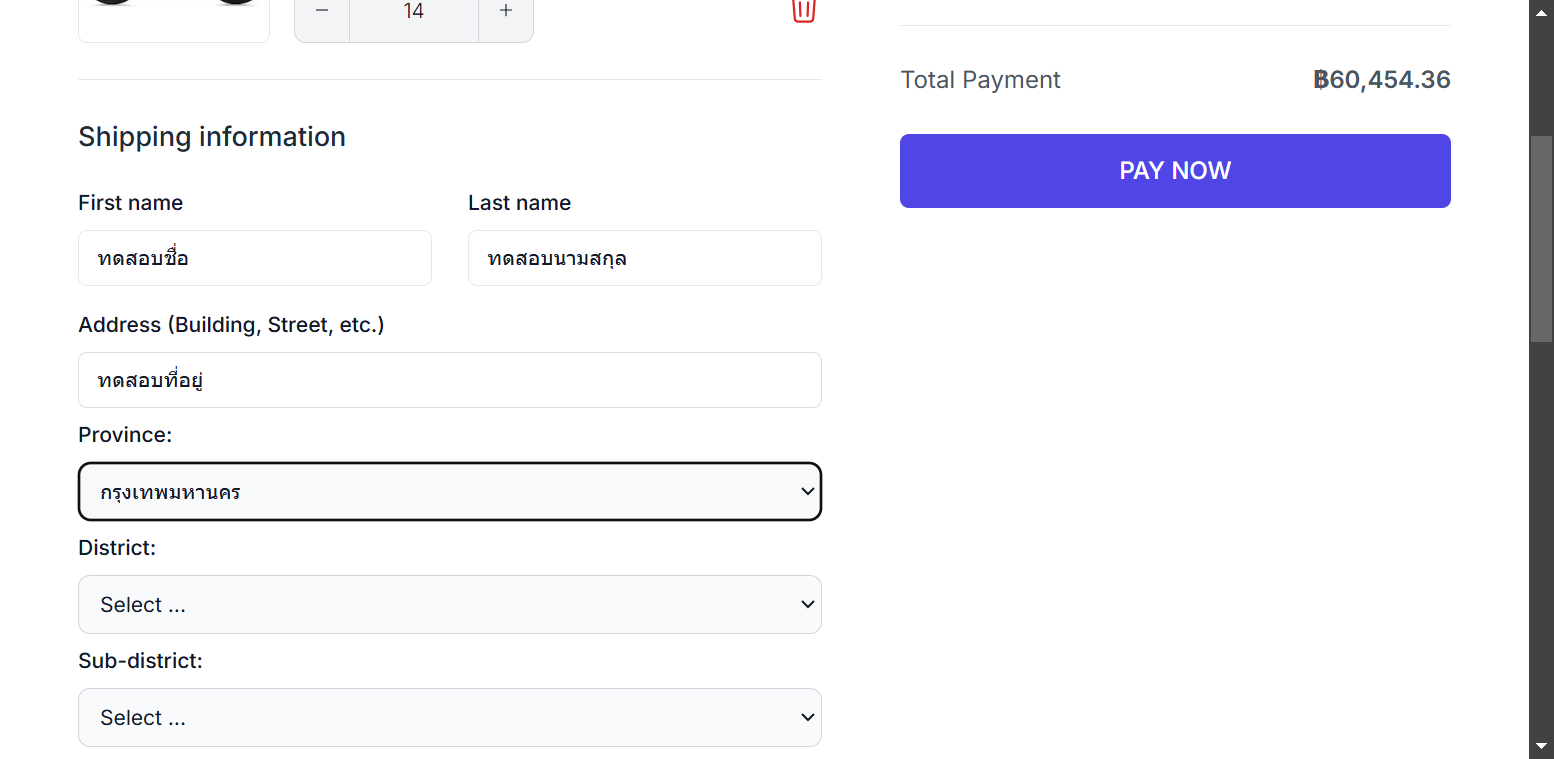 − 14 +
Total Payment ฿60,454.36
PAY NOW
Shipping information
First name Last name
ทดสอบชื่อ ทดสอบนามสกุล
Address (Building, Street, etc.)
ทดสอบที่อยู่
Province:
กรุงเทพมหานคร
District:
Select ...
Sub-district:
Select ...